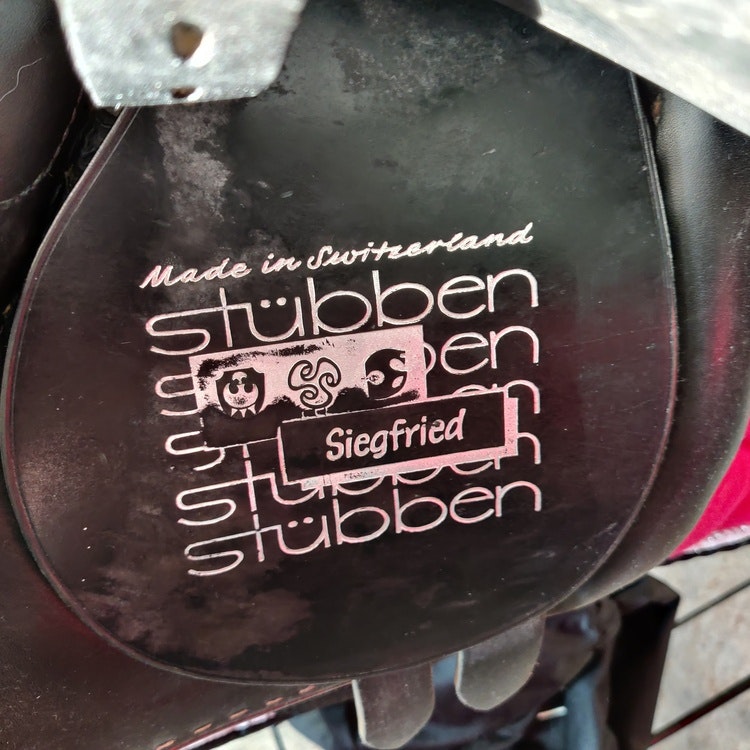 Made in Switzerland
stübben
Siegfried
stübben
stübben